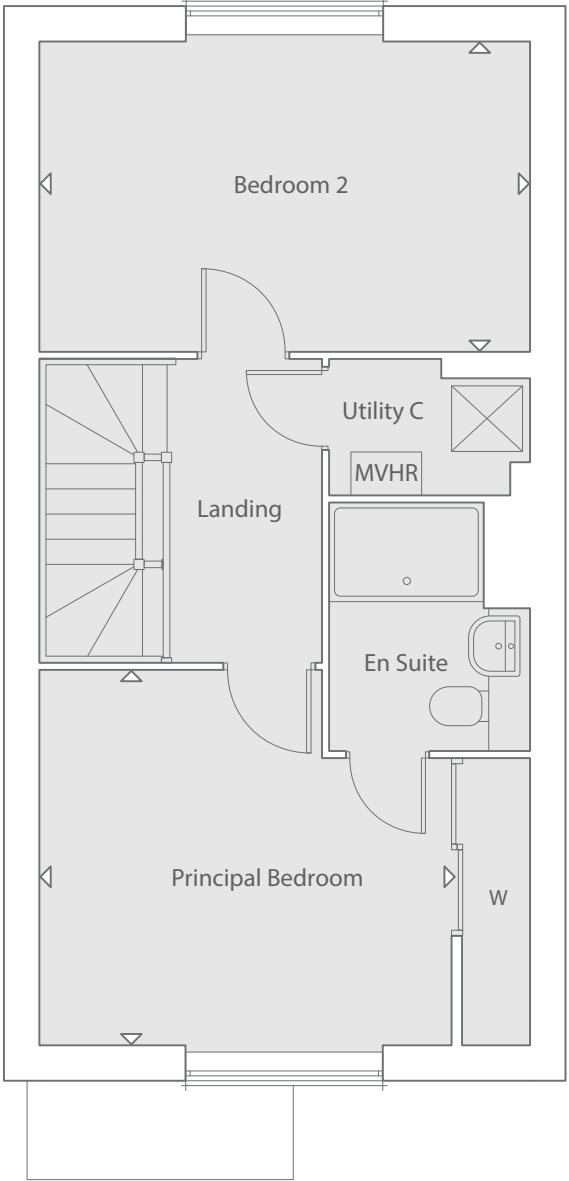 Bedroom 2
Utility C
MVHR
Landing
En Suite
Principal Bedroom
W